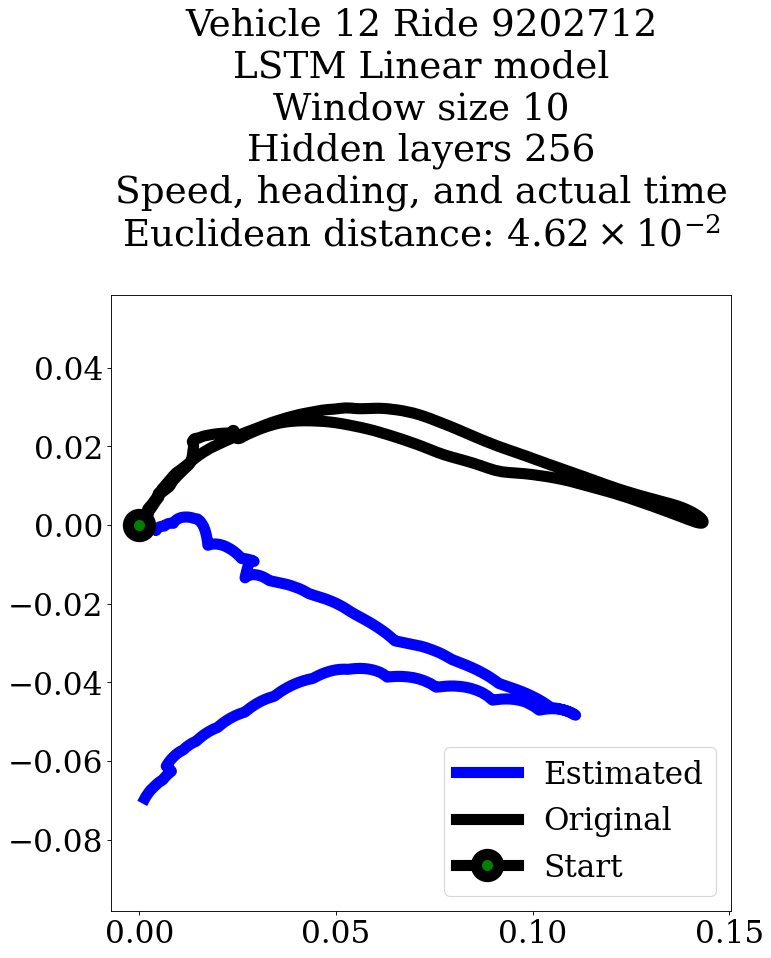 Vehicle 12 Ride 9202712
LSTM Linear model
Window size 10
Hidden layers 256
Speed, heading, and actual time
Euclidean distance: 4.62 × 10⁻²
0.04
0.02
0.00
−0.02
−0.04
−0.06
−0.08
Estimated
Original
Start
0.00 0.05 0.10 0.15